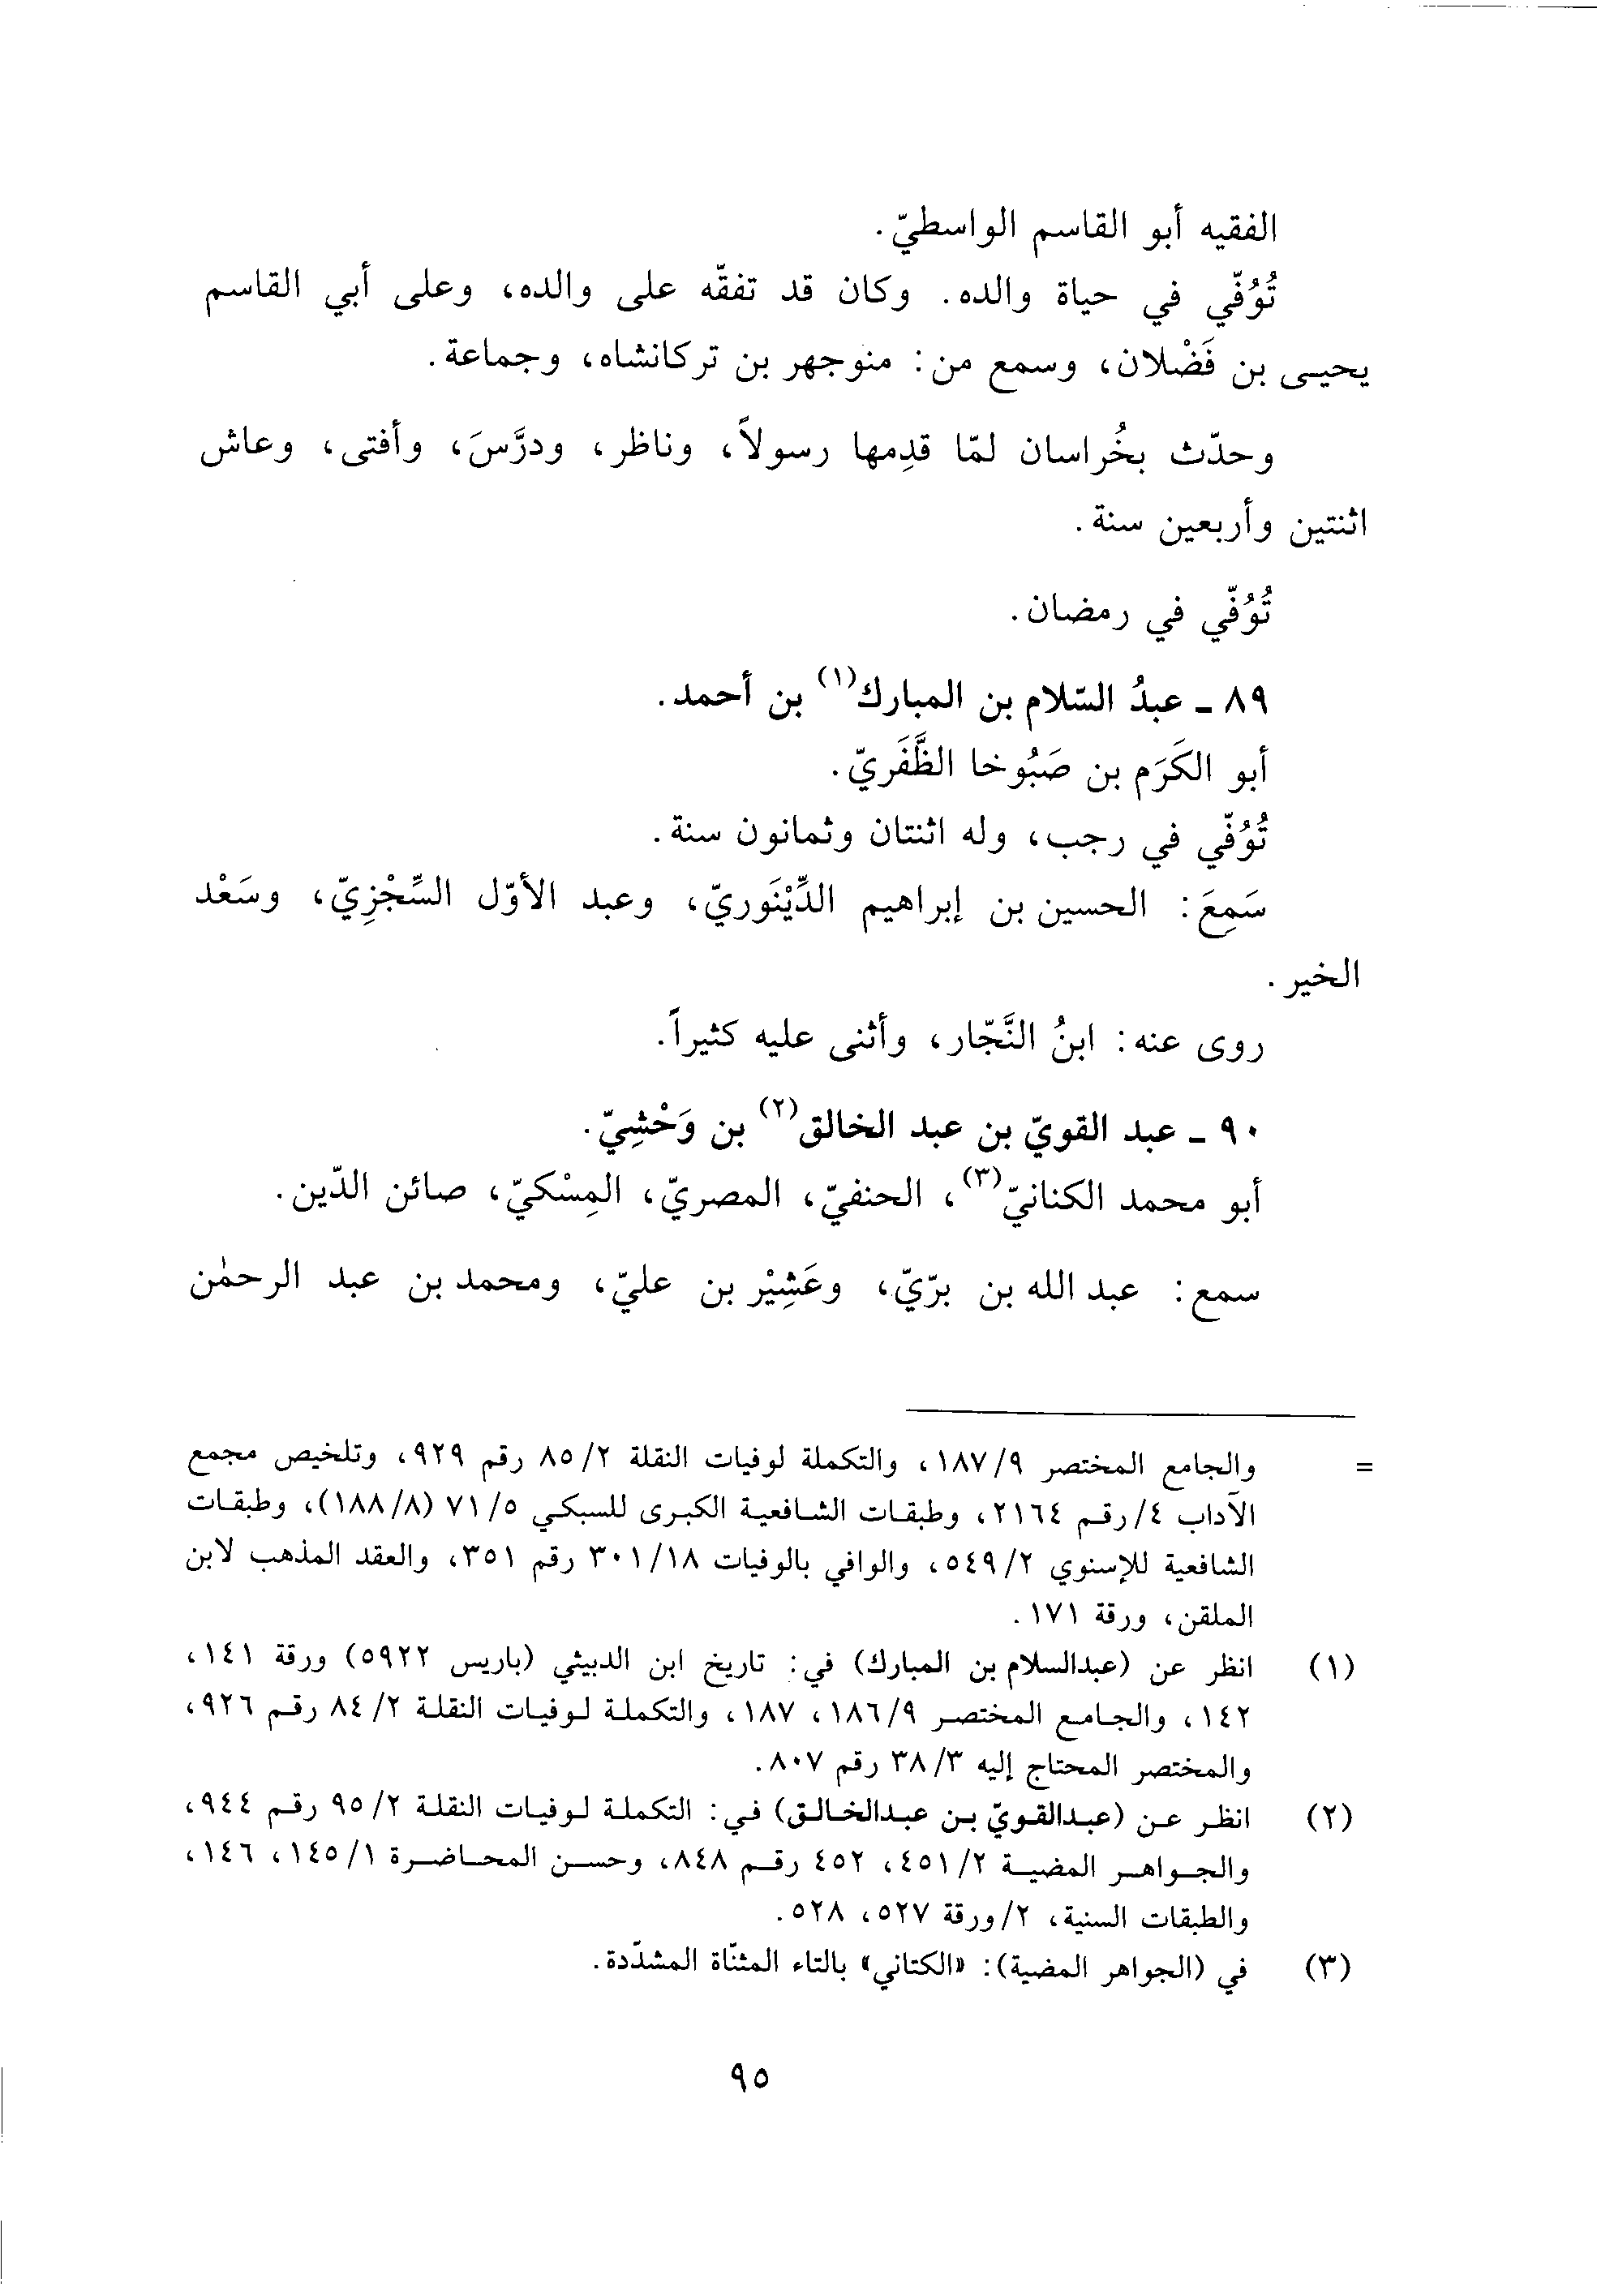 الفقيه أبو القاسم الواسطيّ.
تُوُفّي في حياة والده. وكان قد تفقّه على والده، وعلى أبي القاسم
يحيى بن فَضْلان، وسمع من: منوجهر بن تركانشاه، وجماعة.
وحدّث بخُراسان لمّا قدِمها رسولاً، وناظر، ودرَّسَ، وأفتى، وعاش
اثنتين وأربعين سنة.
تُوُفّي في رمضان.
٨٩ ـ عبدُ السّلام بن المبارك(١) بن أحمد.
أبو الكَرَم بن صَبُوخا الظَّفَريّ.
تُوُفّي في رجب، وله اثنتان وثمانون سنة.
سَمِعَ: الحسين بن إبراهيم الدِّيْنَوريّ، وعبد الأوّل السِّجْزِيّ، وسَعْد
الخير.
روى عنه: ابنُ النَّجّار، وأثنى عليه كثيراً.
٩٠ ـ عبد القويّ بن عبد الخالق(٢) بن وَحْشِيّ.
أبو محمد الكنانيّ(٣)، الحنفيّ، المصريّ، المِسْكيّ، صائن الدّين.
سمع: عبد الله بن برّيّ، وعَشِيْر بن عليّ، ومحمد بن عبد الرحمٰن
= والجامع المختصر ٩/ ١٨٧، والتكملة لوفيات النقلة ٢/ ٨٥ رقم ٩٢٩، وتلخيص مجمع
الآداب ٤/ رقم ٢١٦٤، وطبقات الشافعية الكبرى للسبكي ٥/ ٧١ (٨/ ١٨٨)، وطبقات
الشافعية للإسنوي ٢/ ٥٤٩، والوافي بالوفيات ١٨/ ٣٠١ رقم ٣٥١، والعقد المذهب لابن
الملقن، ورقة ١٧١.
(١) انظر عن (عبدالسلام بن المبارك) في: تاريخ ابن الدبيثي (باريس ٥٩٢٢) ورقة ١٤١،
١٤٢، والجامع المختصر ٩/ ١٨٦، ١٨٧، والتكملة لوفيات النقلة ٢/ ٨٤ رقم ٩٢٦،
والمختصر المحتاج إليه ٣/ ٣٨ رقم ٨٠٧.
(٢) انظر عن (عبدالقويّ بن عبدالخالق) في: التكملة لوفيات النقلة ٢/ ٩٥ رقم ٩٤٤،
والجواهر المضية ٢/ ٤٥١، ٤٥٢ رقم ٨٤٨، وحسن المحاضرة ١/ ١٤٥، ١٤٦،
والطبقات السنية، ٢/ ورقة ٥٢٧، ٥٢٨.
(٣) في (الجواهر المضية): «الكتاني» بالتاء المثنّاة المشدّدة.
٩٥